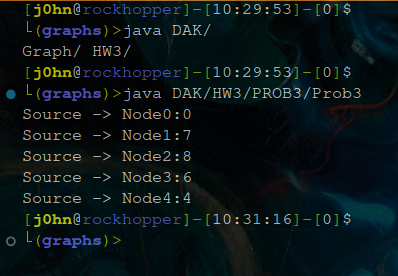 [j0hn@rockhopper]-[10:29:53]-[0]$
└(graphs)>java DAK/
Graph/ HW3/
[j0hn@rockhopper]-[10:29:53]-[0]$
└(graphs)>java DAK/HW3/PROB3/Prob3
Source -> Node0:0
Source -> Node1:7
Source -> Node2:8
Source -> Node3:6
Source -> Node4:4
[j0hn@rockhopper]-[10:31:16]-[0]$
└(graphs)>